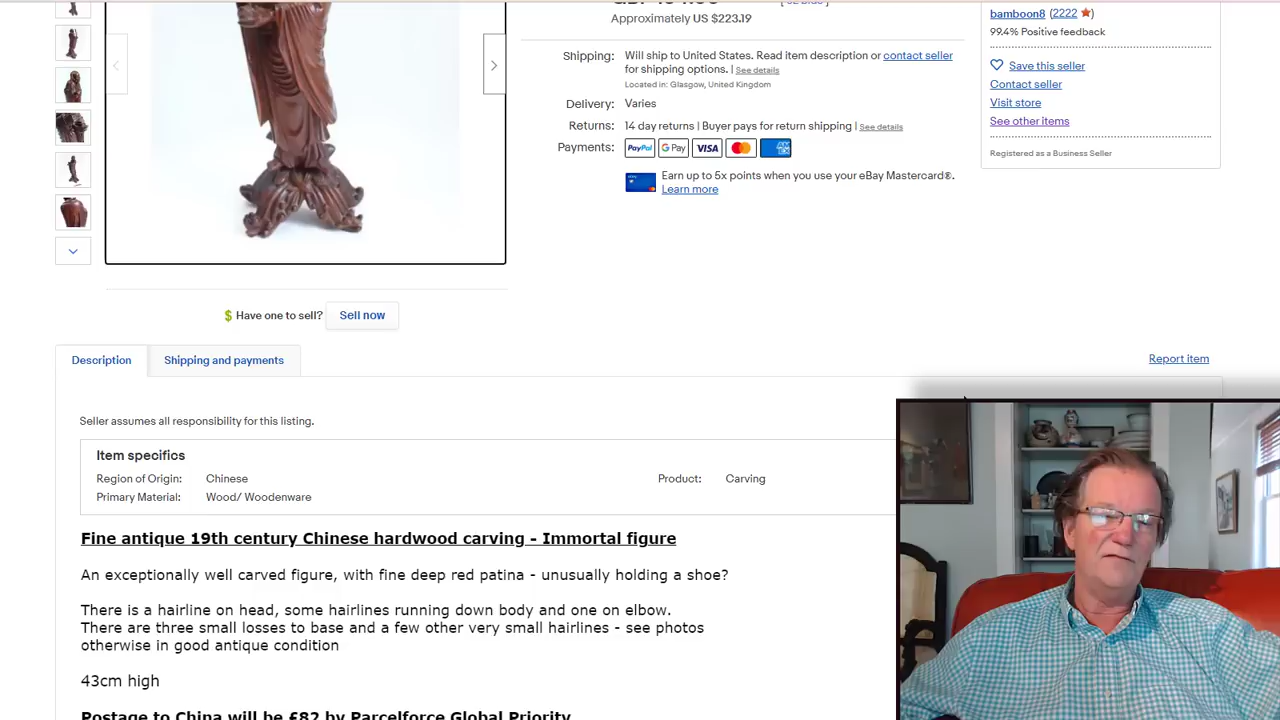 Approximately US $223.19
Shipping:
Will ship to United States. Read item description or contact seller
for shipping options. | See details
Located in: Glasgow, United Kingdom
Delivery:
Varies
Returns:
14 day returns | Buyer pays for return shipping | See details
Payments:
PayPal
G Pay
VISA
Earn up to 5x points when you use your eBay Mastercard®.
Learn more
bamboon8 (2222
)
99.4% Positive feedback
Save this seller
Contact seller
Visit store
See other items
Registered as a Business Seller
$ Have one to sell?
Sell now
Description
Shipping and payments
Report item
Seller assumes all responsibility for this listing.
Item specifics
Region of Origin:
Chinese
Product:
Carving
Primary Material:
Wood/ Woodenware
Fine antique 19th century Chinese hardwood carving - Immortal figure
An exceptionally well carved figure, with fine deep red patina - unusually holding a shoe?
There is a hairline on head, some hairlines running down body and one on elbow.
There are three small losses to base and a few other very small hairlines - see photos
otherwise in good antique condition
43cm high
Postage to China will be £82 by Parcelforce Global Priority